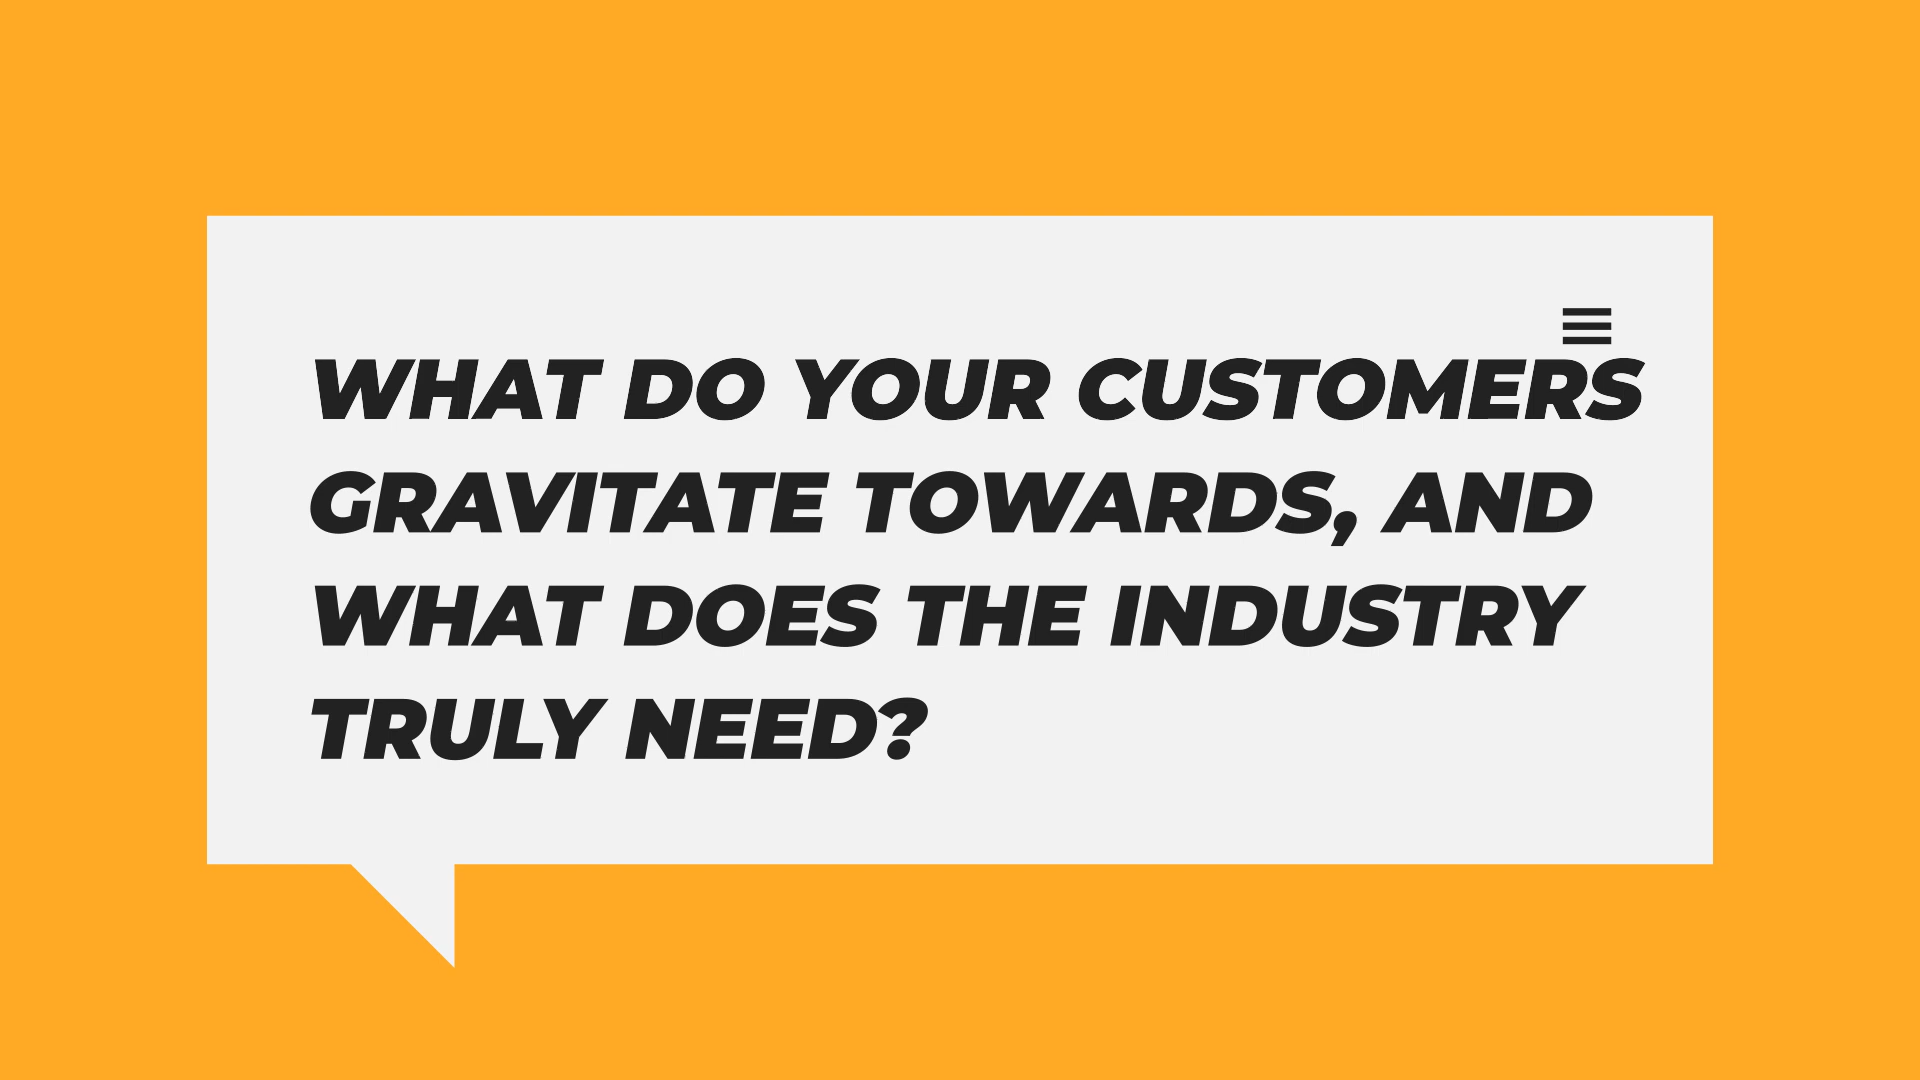 WHAT DO YOUR CUSTOMERS
GRAVITATE TOWARDS, AND
WHAT DOES THE INDUSTRY
TRULY NEED?